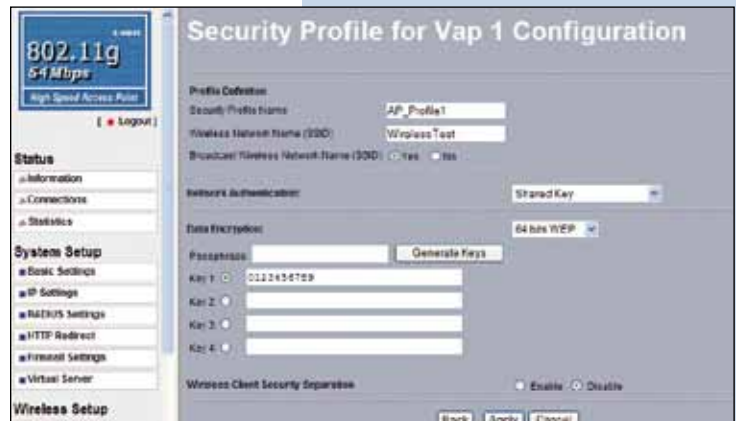 Security Profile for Vap 1 Configuration
802.11g
54Mbps
High Speed Access Point
[ Logout ]
Status
Information
Connections
Statistics
System Setup
Basic Settings
IP Settings
RADIUS Settings
HTTP Redirect
Firewall Settings
Virtual Server
Wireless Setup
Profile Definition
Security Profile Name AP_Profile1
Wireless Network Name (SSID) WirelessTest
Broadcast Wireless Network Name (SSID) Yes No
Network Authentication Shared Key
Data Encryption 64 bits WEP
Passphrase Generate Keys
Key 1 0123456789
Key 2
Key 3
Key 4
Wireless Client Security Separation Enable Disable
Back Apply Cancel